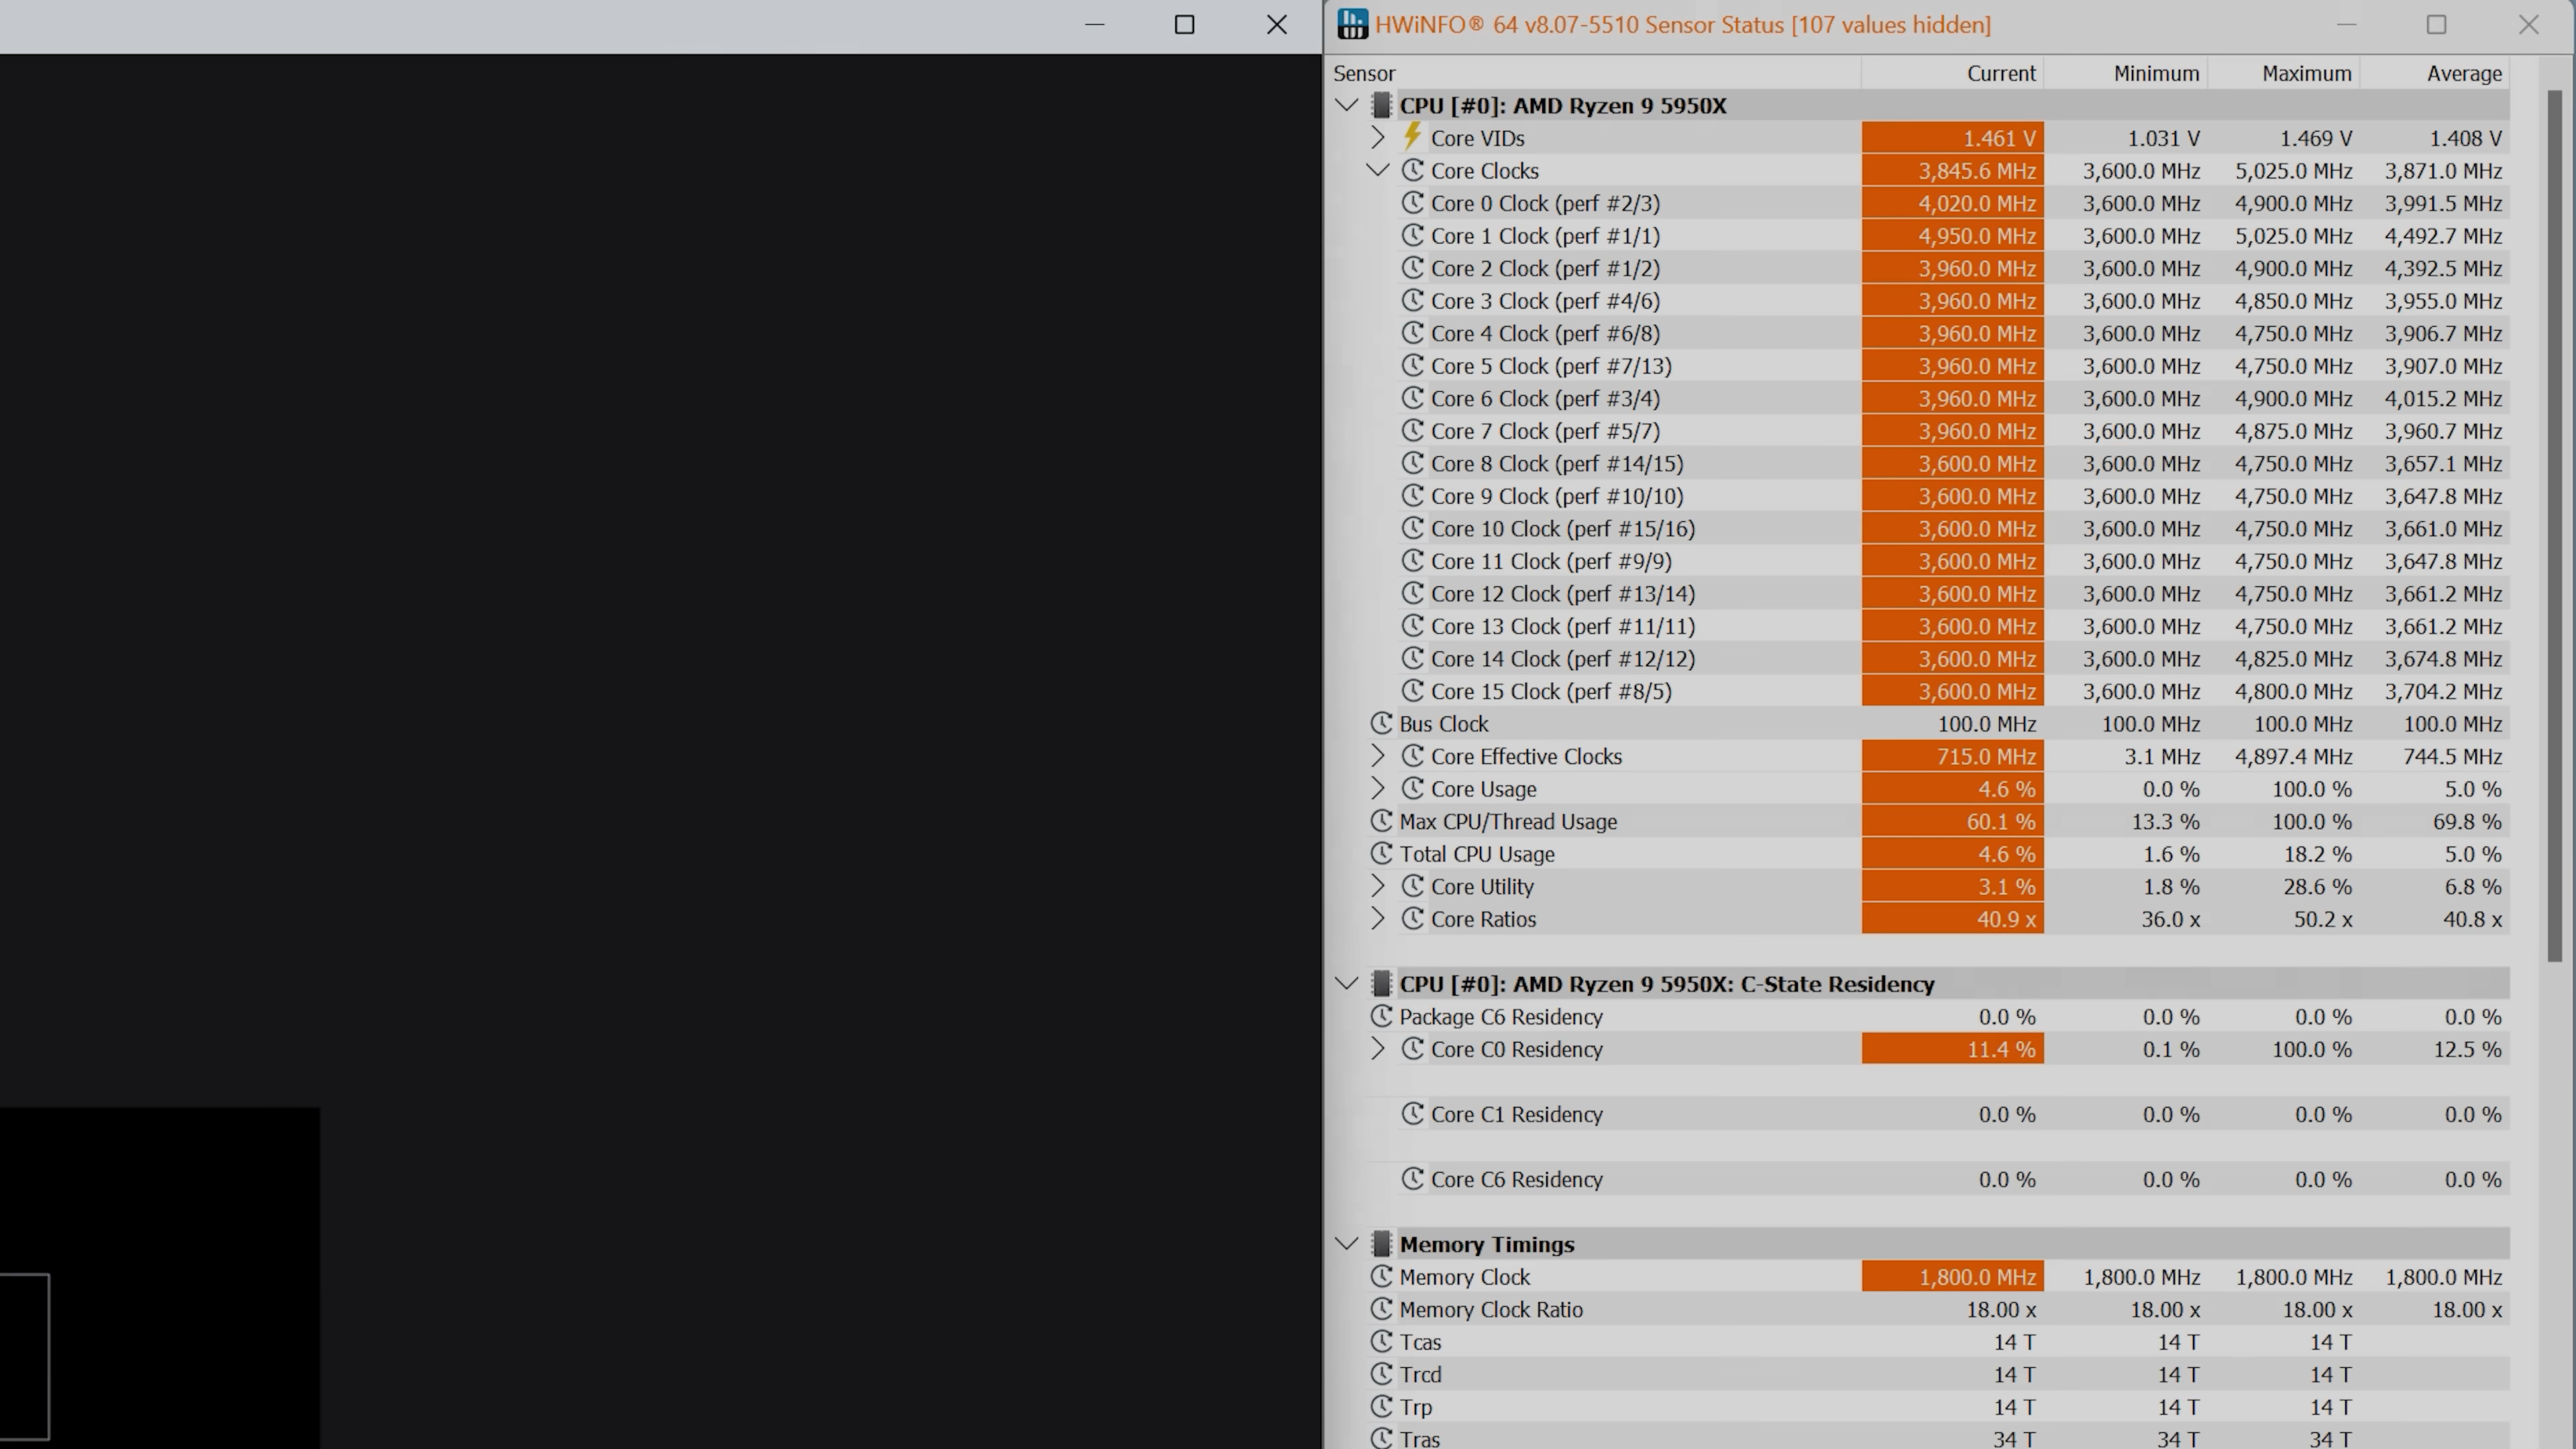 HWiNFO® 64 v8.07-5510 Sensor Status [107 values hidden]
Sensor Current Minimum Maximum Average
CPU [#0]: AMD Ryzen 9 5950X
Core VIDs 1.461 V 1.031 V 1.469 V 1.408 V
Core Clocks 3,845.6 MHz 3,600.0 MHz 5,025.0 MHz 3,871.0 MHz
Core 0 Clock (perf #2/3) 4,020.0 MHz 3,600.0 MHz 4,900.0 MHz 3,991.5 MHz
Core 1 Clock (perf #1/1) 4,950.0 MHz 3,600.0 MHz 5,025.0 MHz 4,492.7 MHz
Core 2 Clock (perf #1/2) 3,960.0 MHz 3,600.0 MHz 4,900.0 MHz 4,392.5 MHz
Core 3 Clock (perf #4/6) 3,960.0 MHz 3,600.0 MHz 4,850.0 MHz 3,955.0 MHz
Core 4 Clock (perf #6/8) 3,960.0 MHz 3,600.0 MHz 4,750.0 MHz 3,906.7 MHz
Core 5 Clock (perf #7/13) 3,960.0 MHz 3,600.0 MHz 4,750.0 MHz 3,907.0 MHz
Core 6 Clock (perf #3/4) 3,960.0 MHz 3,600.0 MHz 4,900.0 MHz 4,015.2 MHz
Core 7 Clock (perf #5/7) 3,960.0 MHz 3,600.0 MHz 4,875.0 MHz 3,960.7 MHz
Core 8 Clock (perf #14/15) 3,600.0 MHz 3,600.0 MHz 4,750.0 MHz 3,657.1 MHz
Core 9 Clock (perf #10/10) 3,600.0 MHz 3,600.0 MHz 4,750.0 MHz 3,647.8 MHz
Core 10 Clock (perf #15/16) 3,600.0 MHz 3,600.0 MHz 4,750.0 MHz 3,661.0 MHz
Core 11 Clock (perf #9/9) 3,600.0 MHz 3,600.0 MHz 4,750.0 MHz 3,647.8 MHz
Core 12 Clock (perf #13/14) 3,600.0 MHz 3,600.0 MHz 4,750.0 MHz 3,661.2 MHz
Core 13 Clock (perf #11/11) 3,600.0 MHz 3,600.0 MHz 4,750.0 MHz 3,661.2 MHz
Core 14 Clock (perf #12/12) 3,600.0 MHz 3,600.0 MHz 4,825.0 MHz 3,674.8 MHz
Core 15 Clock (perf #8/5) 3,600.0 MHz 3,600.0 MHz 4,800.0 MHz 3,704.2 MHz
Bus Clock 100.0 MHz 100.0 MHz 100.0 MHz 100.0 MHz
Core Effective Clocks 715.0 MHz 3.1 MHz 4,897.4 MHz 744.5 MHz
Core Usage 4.6 % 0.0 % 100.0 % 5.0 %
Max CPU/Thread Usage 60.1 % 13.3 % 100.0 % 69.8 %
Total CPU Usage 4.6 % 1.6 % 18.2 % 5.0 %
Core Utility 3.1 % 1.8 % 28.6 % 6.8 %
Core Ratios 40.9 x 36.0 x 50.2 x 40.8 x
CPU [#0]: AMD Ryzen 9 5950X: C-State Residency
Package C6 Residency 0.0 % 0.0 % 0.0 % 0.0 %
Core C0 Residency 11.4 % 0.1 % 100.0 % 12.5 %
Core C1 Residency 0.0 % 0.0 % 0.0 % 0.0 %
Core C6 Residency 0.0 % 0.0 % 0.0 % 0.0 %
Memory Timings
Memory Clock 1,800.0 MHz 1,800.0 MHz 1,800.0 MHz 1,800.0 MHz
Memory Clock Ratio 18.00 x 18.00 x 18.00 x 18.00 x
Tcas 14 T 14 T 14 T
Trcd 14 T 14 T 14 T
Trp 14 T 14 T 14 T
Tras 34 T 34 T 34 T